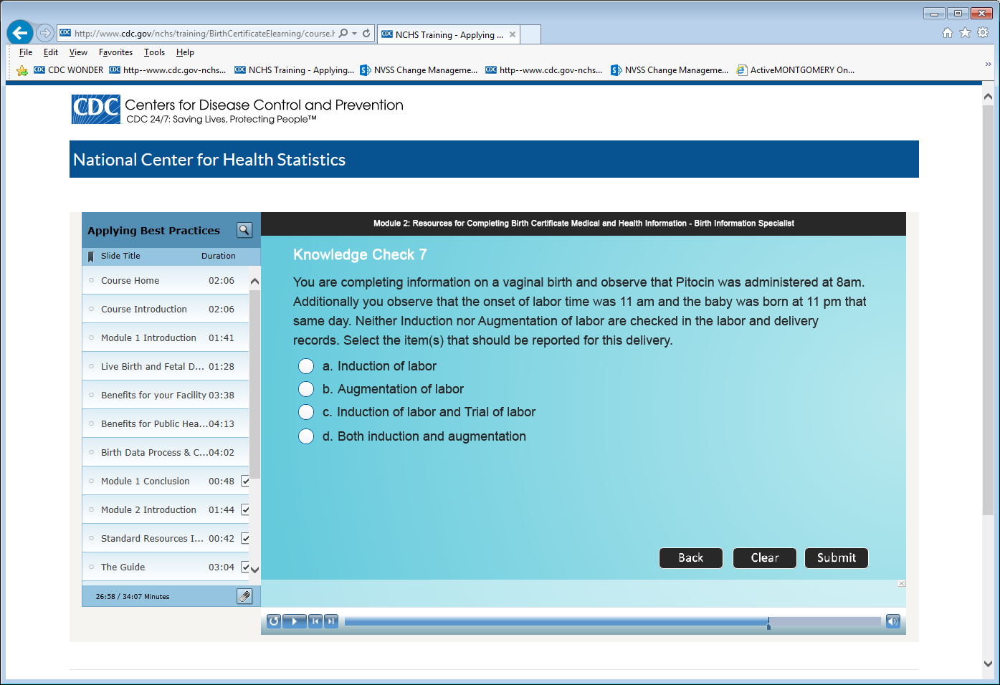 http://www.cdc.gov/nchs/training/BirthCertificateElearning/course.h
NCHS Training - Applying ...
File Edit View Favorites Tools Help
CDC WONDER http--www.cdc.gov-nchs... NCHS Training - Applying... NVSS Change Manageme... http--www.cdc.gov-nchs... NVSS Change Manageme... ActiveMONTGOMERY On...
CDC Centers for Disease Control and Prevention
CDC 24/7: Saving Lives, Protecting People™
National Center for Health Statistics
Applying Best Practices
Slide Title Duration
Course Home 02:06
Course Introduction 02:06
Module 1 Introduction 01:41
Live Birth and Fetal D... 01:28
Benefits for your Facility 03:38
Benefits for Public Hea... 04:13
Birth Data Process & C... 04:02
Module 1 Conclusion 00:48
Module 2 Introduction 01:44
Standard Resources I... 00:42
The Guide 03:04
26:58 / 34:07 Minutes
Module 2: Resources for Completing Birth Certificate Medical and Health Information - Birth Information Specialist
Knowledge Check 7
You are completing information on a vaginal birth and observe that Pitocin was administered at 8am.
Additionally you observe that the onset of labor time was 11 am and the baby was born at 11 pm that
same day. Neither Induction nor Augmentation of labor are checked in the labor and delivery
records. Select the item(s) that should be reported for this delivery.
a. Induction of labor
b. Augmentation of labor
c. Induction of labor and Trial of labor
d. Both induction and augmentation
Back Clear Submit